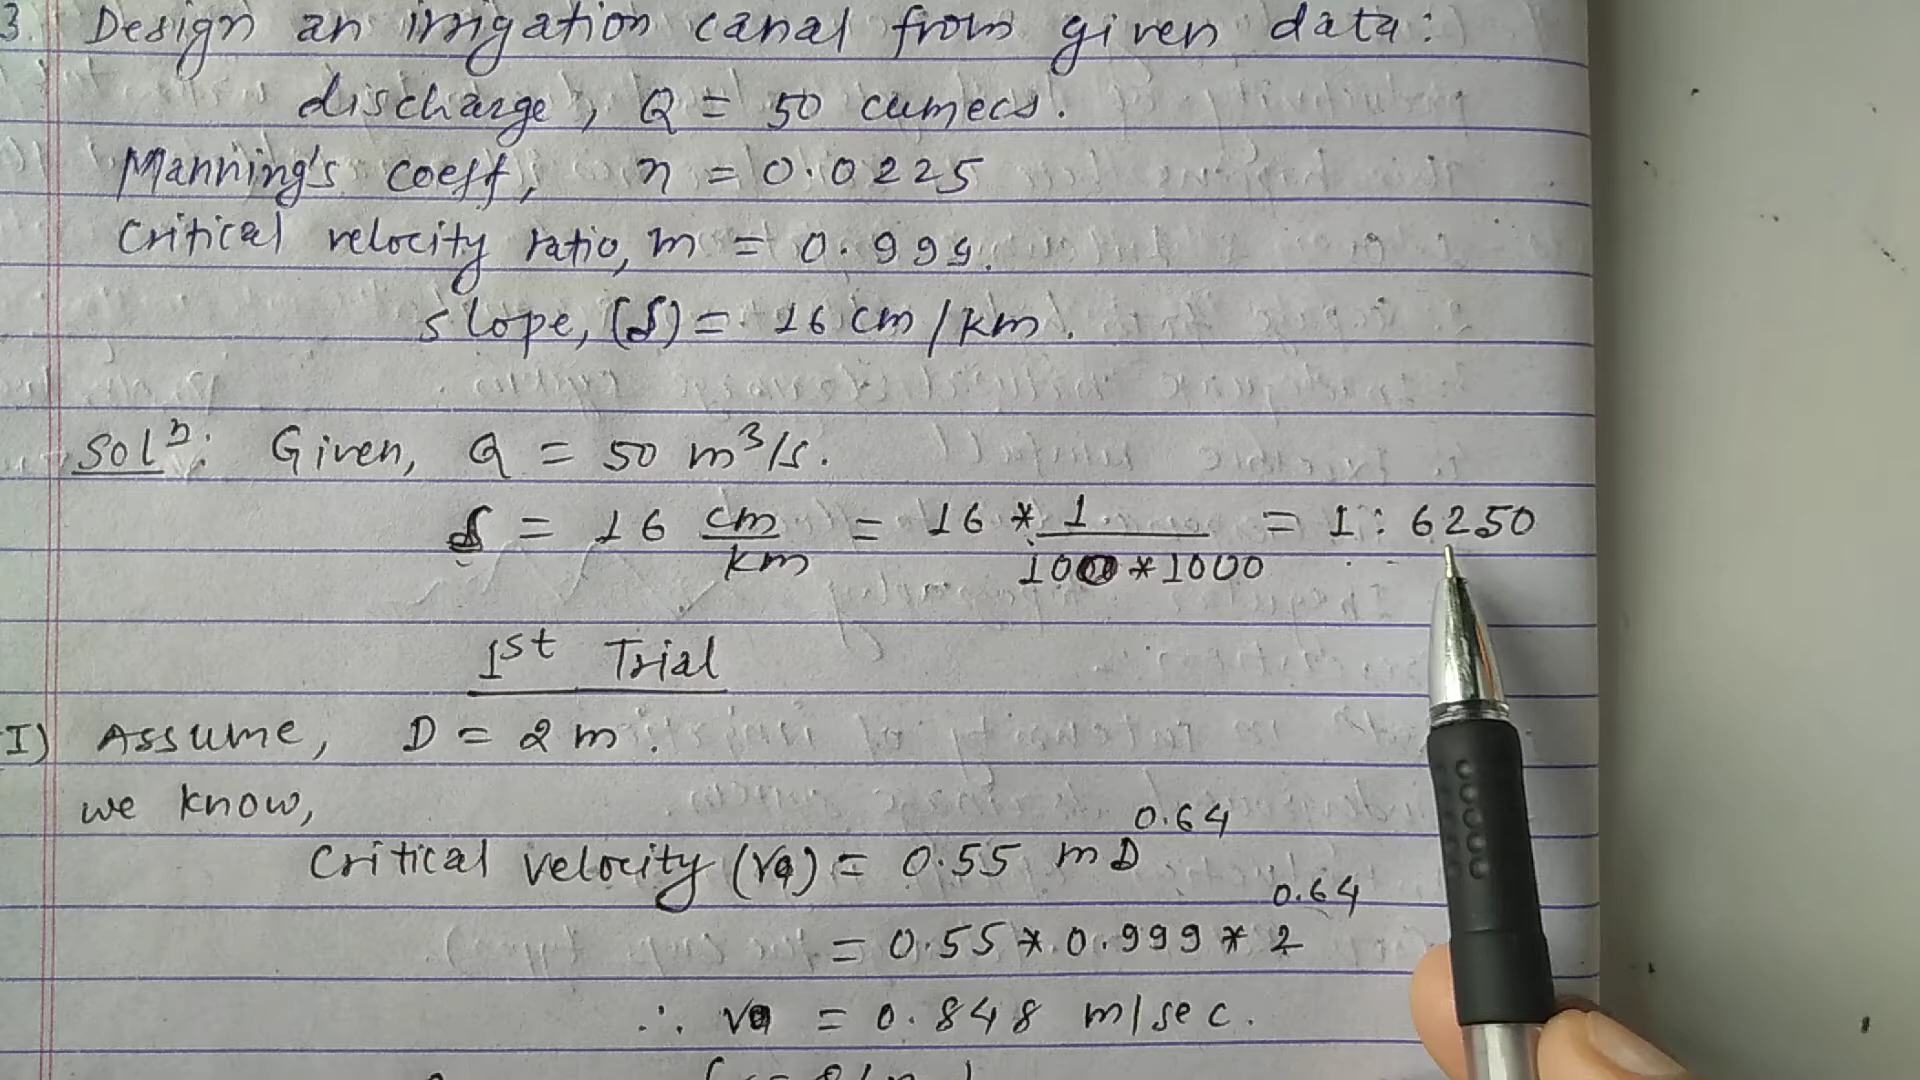 3. Design an irrigation canal from given data:
discharge, Q = 50 cumecs.
Manning's coeff, n = 0.0225
Critical velocity ratio, m = 0.999.
slope, (S) = 16 cm/km.
Solⁿ: Given, Q = 50 m³/s.
S = 16 cm/km = 16 * 1/(100 * 1000) = 1 : 6250
1st Trial
I) Assume, D = 2 m.
we know,
Critical velocity (V0) = 0.55 m D^0.64
= 0.55 * 0.999 * 2^0.64
∴ V0 = 0.848 m/sec.